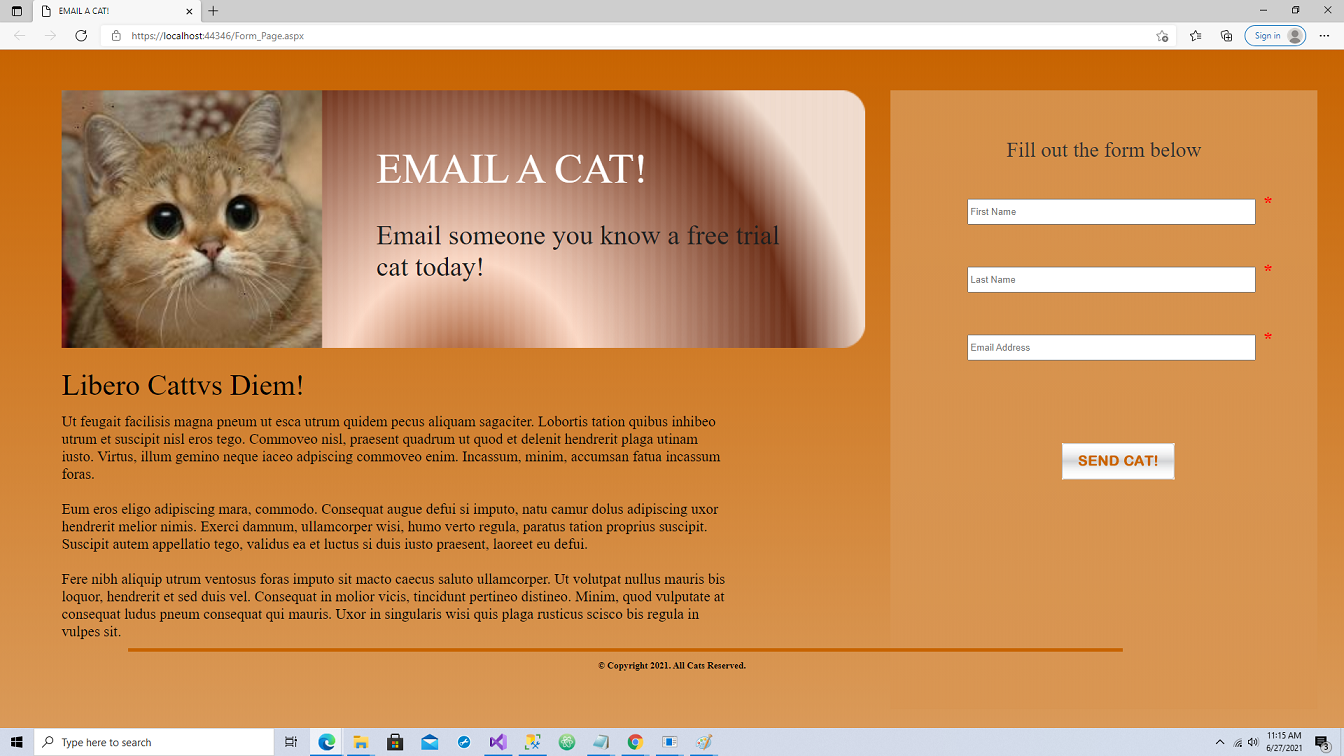 EMAIL A CAT!
https://localhost:44346/Form_Page.aspx
Sign in
EMAIL A CAT!
Email someone you know a free trial
cat today!
Libero Cattvs Diem!
Ut feugait facilisis magna pneum ut esca utrum quidem pecus aliquam sagaciter. Lobortis tation quibus inhibeo
utrum et suscipit nisl eros tego. Commoveo nisl, praesent quadrum ut quod et delenit hendrerit plaga utinam
iusto. Virtus, illum gemino neque iaceo adpiscing commoveo enim. Incassum, minim, accumsan fatua incassum
foras.
Eum eros eligo adipiscing mara, commodo. Consequat augue defui si imputo, natu camur dolus adipiscing uxor
hendrerit melior nimis. Exerci damnum, ullamcorper wisi, humo verto regula, paratus tation proprius suscipit.
Suscipit autem appellatio tego, validus ea et luctus si duis iusto praesent, laoreet eu defui.
Fere nibh aliquip utrum ventosus foras imputo sit macto caecus saluto ullamcorper. Ut volutpat nullus mauris bis
loquor, hendrerit et sed duis vel. Consequat in molior vicis, tincidunt pertineo distineo. Minim, quod vulputate at
consequat ludus pneum consequat qui mauris. Uxor in singularis wisi quis plaga rusticus scisco bis regula in
vulpes sit.
Fill out the form below
First Name *
Last Name *
Email Address *
SEND CAT!
© Copyright 2021. All Cats Reserved.
Type here to search
11:15 AM
6/27/2021
3